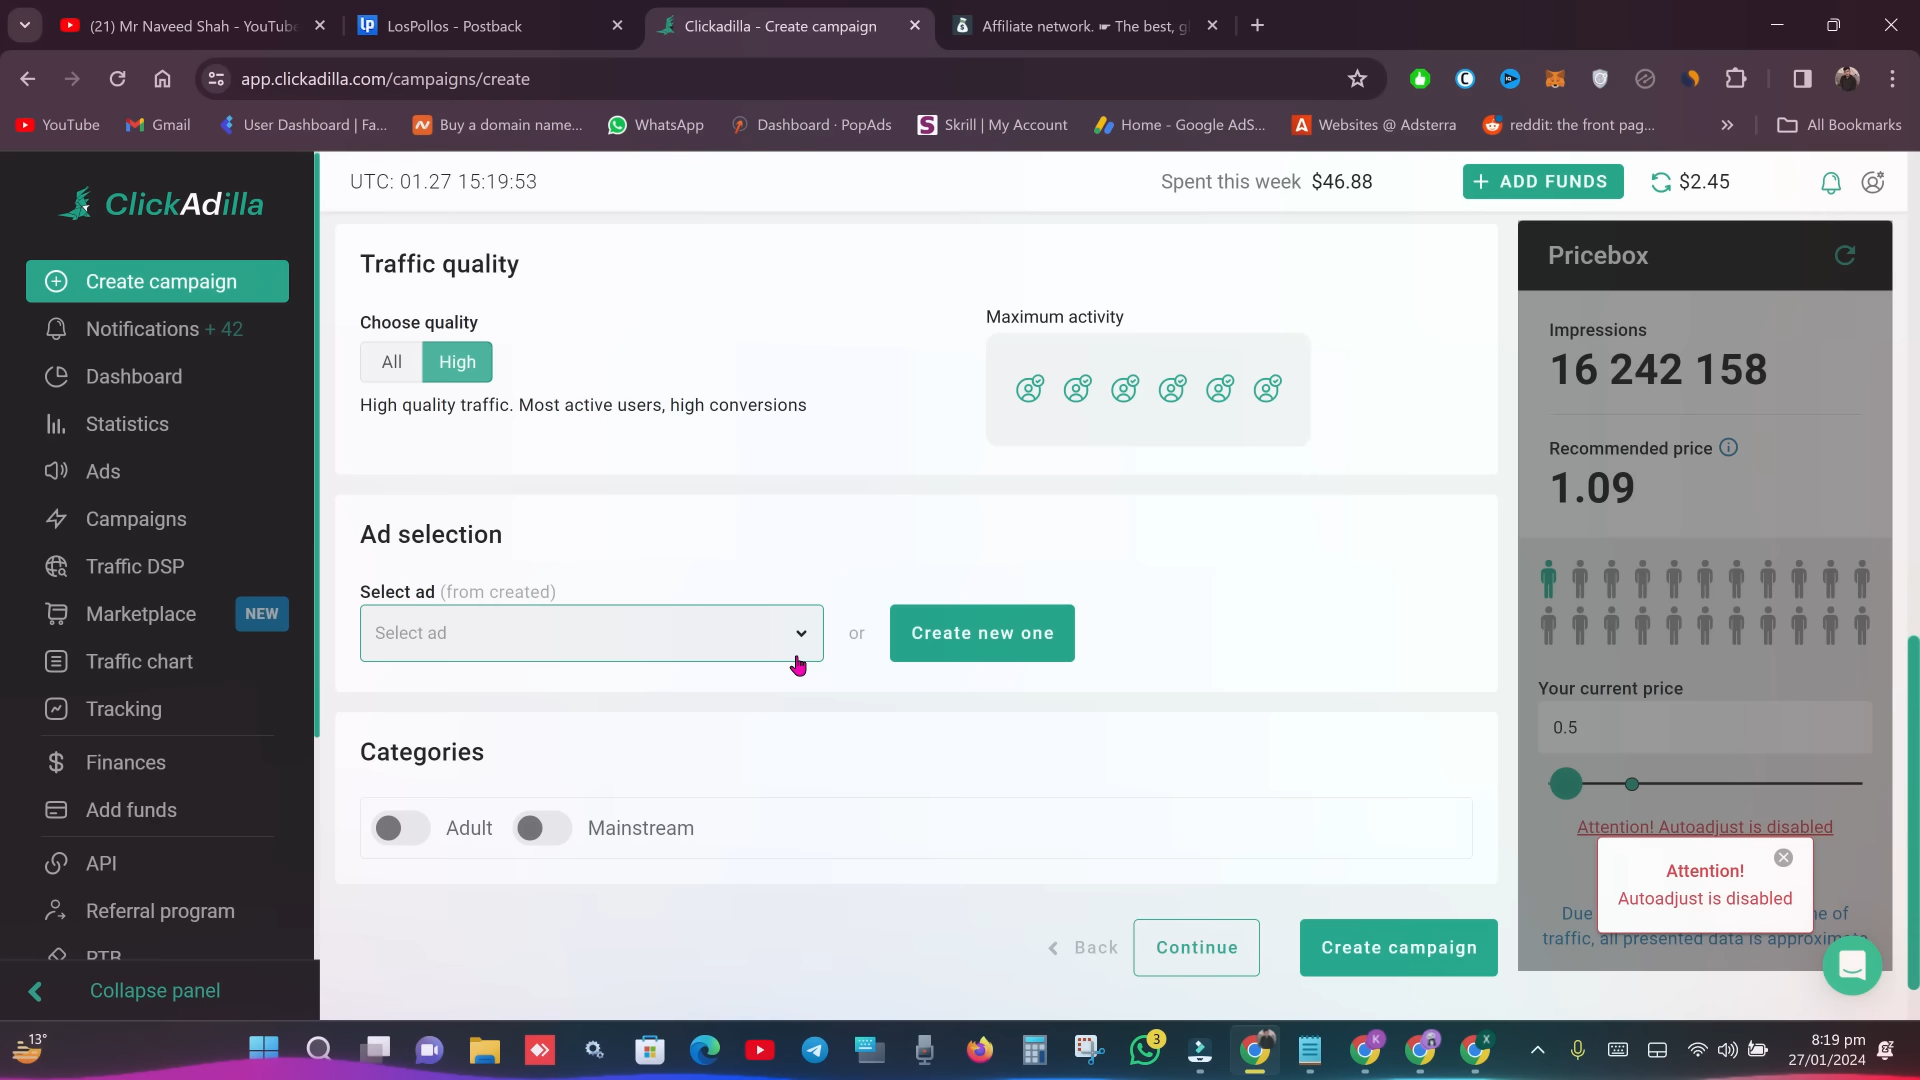 (21) Mr Naveed Shah - YouTube
LosPollos - Postback
Clickadilla - Create campaign
Affiliate network. ☛ The best, gl
app.clickadilla.com/campaigns/create
YouTube
Gmail
User Dashboard | Fa...
Buy a domain name...
WhatsApp
Dashboard · PopAds
Skrill | My Account
Home - Google AdS...
Websites @ Adsterra
reddit: the front pag...
All Bookmarks
ClickAdilla
UTC: 01.27 15:19:53
Spent this week $46.88
+ ADD FUNDS
$2.45
Create campaign
Notifications + 42
Dashboard
Statistics
Ads
Campaigns
Traffic DSP
Marketplace NEW
Traffic chart
Tracking
Finances
Add funds
API
Referral program
RTB
Collapse panel
Traffic quality
Choose quality
All High
High quality traffic. Most active users, high conversions
Maximum activity
Ad selection
Select ad (from created)
Select ad
or
Create new one
Categories
Adult
Mainstream
Back
Continue
Create campaign
Pricebox
Impressions
16 242 158
Recommended price
1.09
Your current price
0.5
Attention! Autoadjust is disabled
Attention!
Autoadjust is disabled
Due
of
traffic, all presented data is approximate
13°
3
8:19 pm
27/01/2024